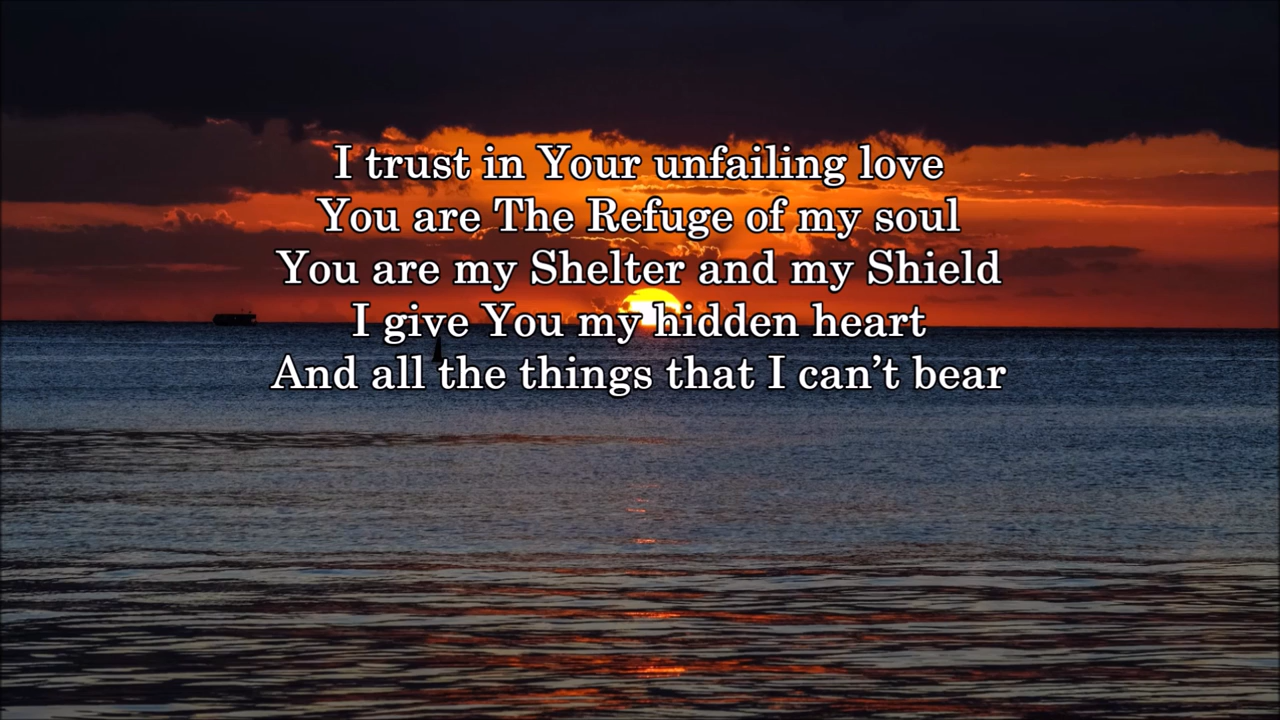 I trust in Your unfailing love
You are The Refuge of my soul
You are my Shelter and my Shield
I give You my hidden heart
And all the things that I can’t bear